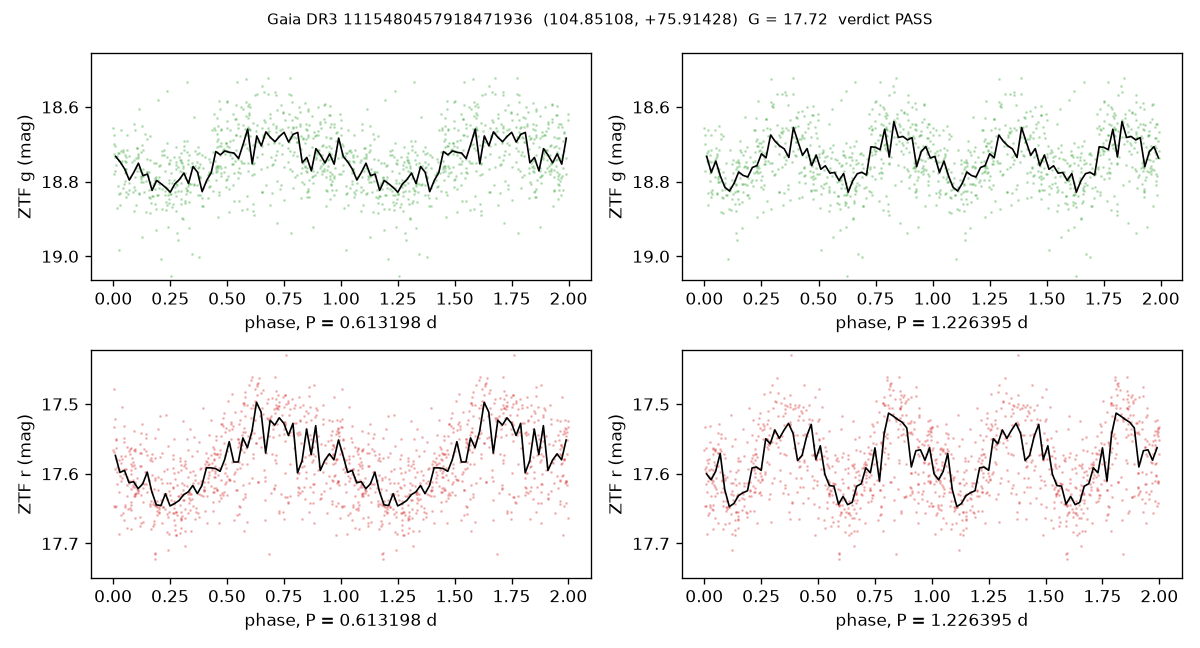 Gaia DR3 1115480457918471936 (104.85108, +75.91428) G = 17.72 verdict PASS
ZTF g (mag)
18.6
18.8
19.0
0.00 0.25 0.50 0.75 1.00 1.25 1.50 1.75 2.00
phase, P = 0.613198 d
ZTF g (mag)
18.6
18.8
19.0
0.00 0.25 0.50 0.75 1.00 1.25 1.50 1.75 2.00
phase, P = 1.226395 d
ZTF r (mag)
17.5
17.6
17.7
0.00 0.25 0.50 0.75 1.00 1.25 1.50 1.75 2.00
phase, P = 0.613198 d
ZTF r (mag)
17.5
17.6
17.7
0.00 0.25 0.50 0.75 1.00 1.25 1.50 1.75 2.00
phase, P = 1.226395 d